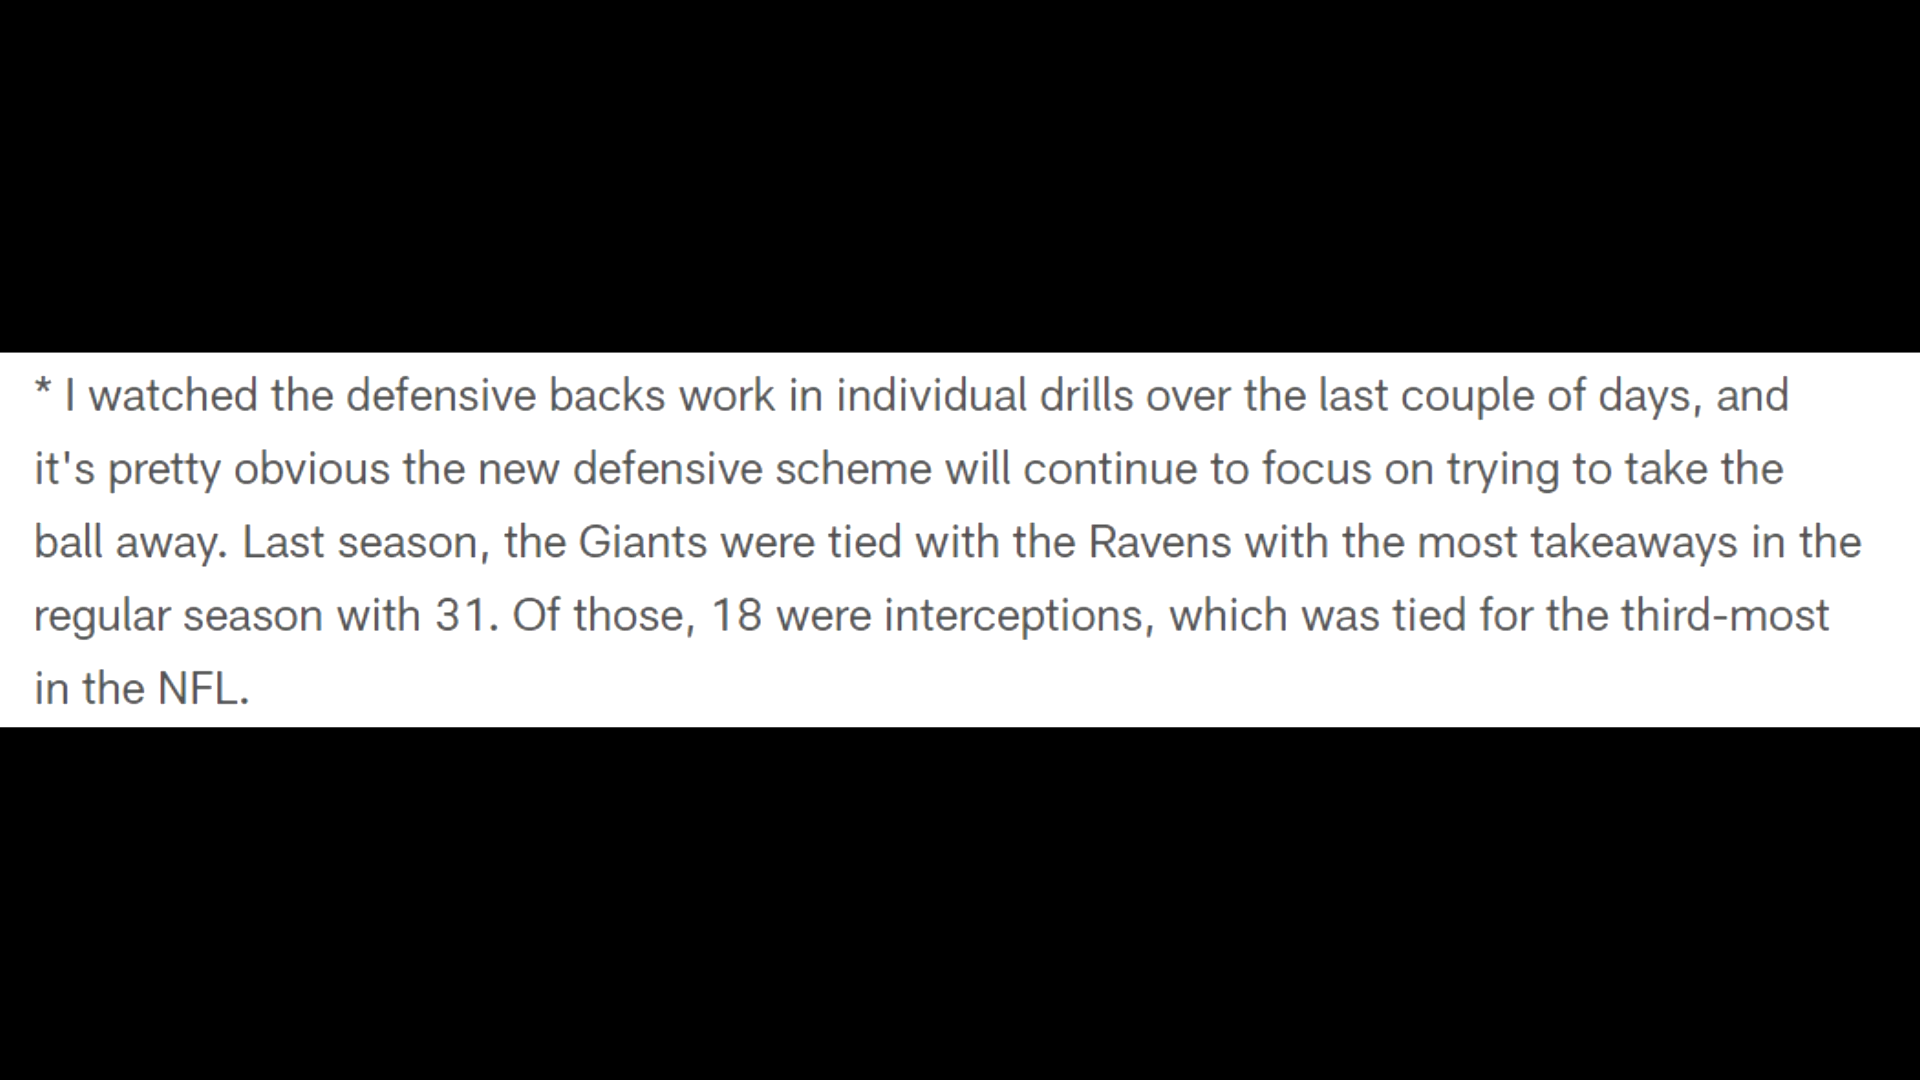 * I watched the defensive backs work in individual drills over the last couple of days, and
it's pretty obvious the new defensive scheme will continue to focus on trying to take the
ball away. Last season, the Giants were tied with the Ravens with the most takeaways in the
regular season with 31. Of those, 18 were interceptions, which was tied for the third-most
in the NFL.